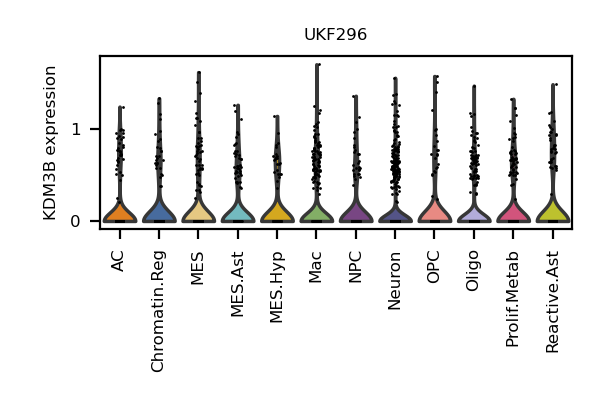 UKF296
KDM3B expression
1
0
AC
Chromatin.Reg
MES
MES.Ast
MES.Hyp
Mac
NPC
Neuron
OPC
Oligo
Prolif.Metab
Reactive.Ast